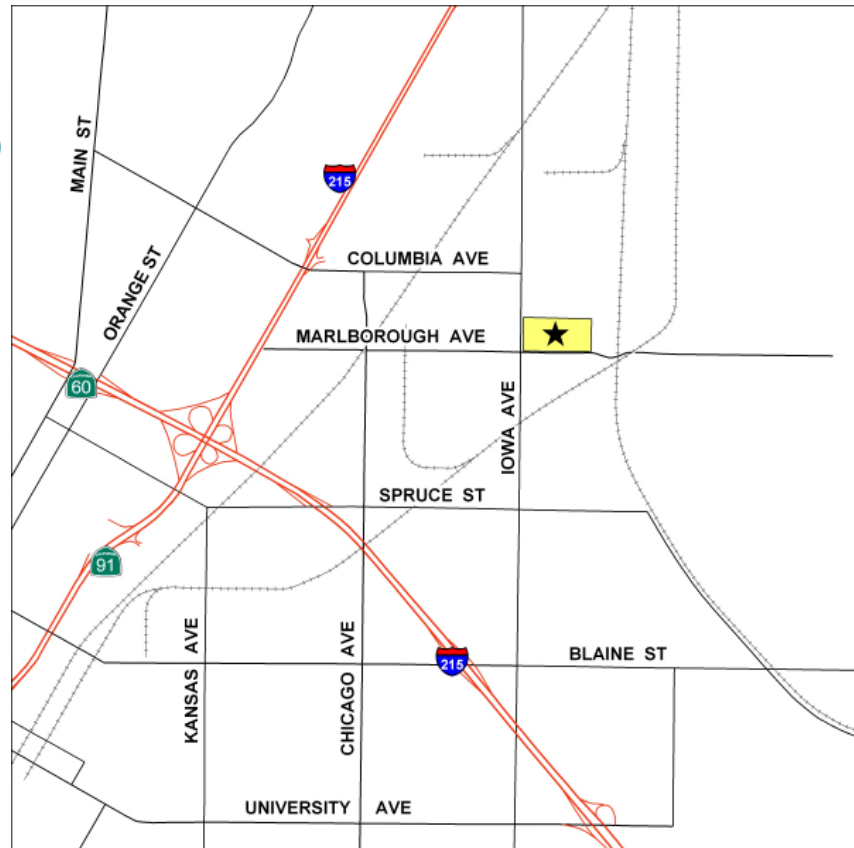 MAIN ST
215
ORANGE ST
COLUMBIA AVE
MARLBOROUGH AVE
60
IOWA AVE
SPRUCE ST
91
KANSAS AVE
CHICAGO AVE
215
BLAINE ST
UNIVERSITY AVE